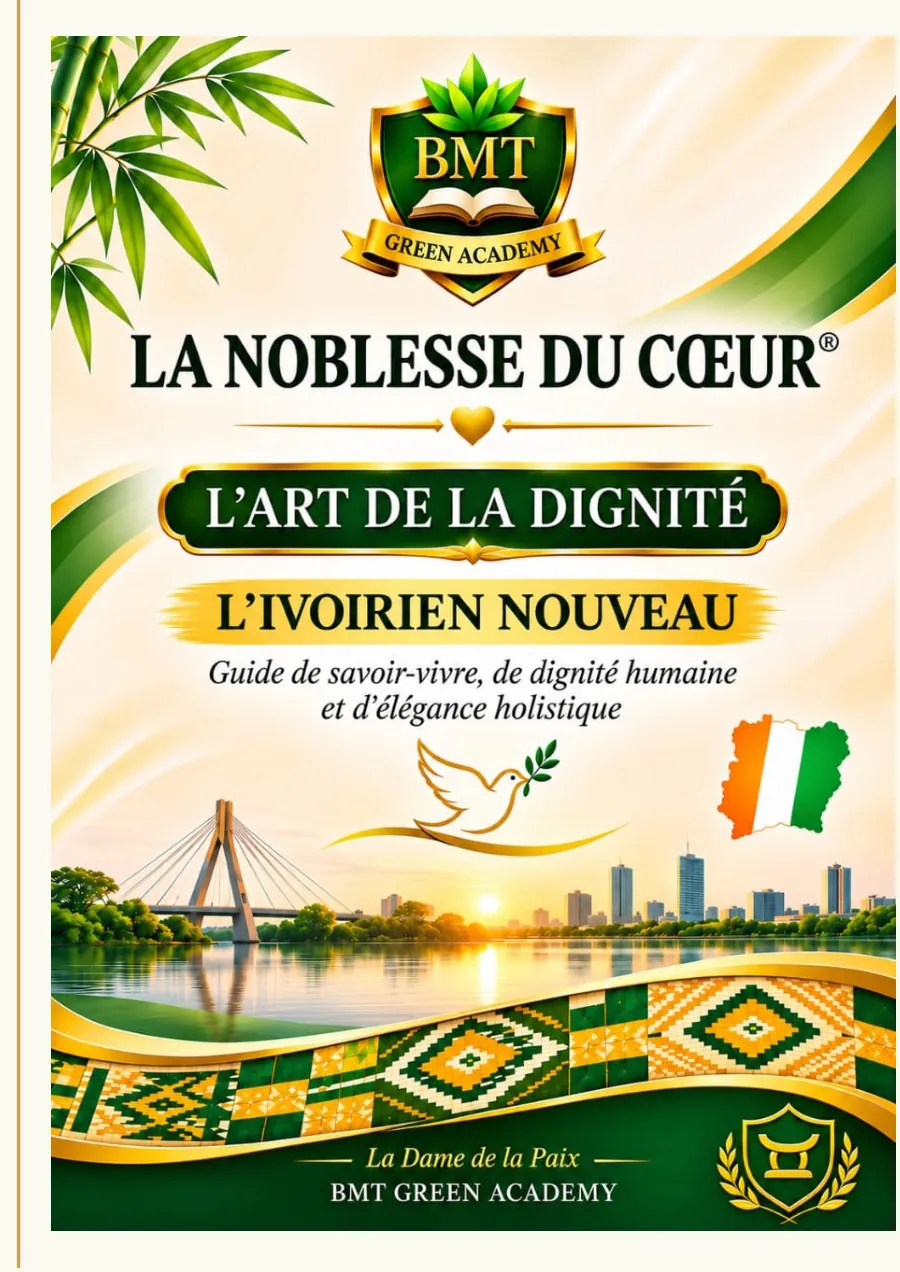 BMT
GREEN ACADEMY
LA NOBLESSE DU CŒUR®
L’ART DE LA DIGNITÉ
L’IVOIRIEN NOUVEAU
Guide de savoir-vivre, de dignité humaine
et d’élégance holistique
La Dame de la Paix
BMT GREEN ACADEMY